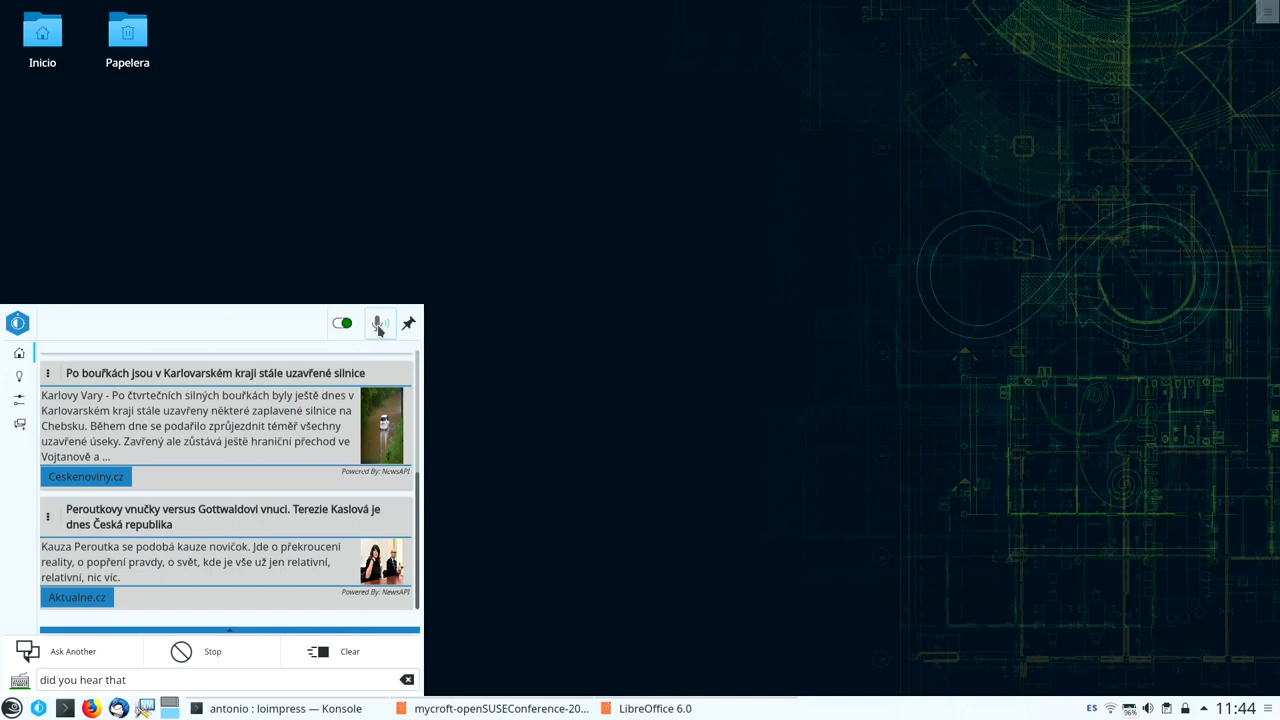 Inicio
Papelera
Po bouřkách jsou v Karlovarském kraji stále uzavřené silnice
Karlovy Vary - Po čtvrtečních silných bouřkách byly ještě dnes v
Karlovarském kraji stále uzavřeny některé zaplavené silnice na
Chebsku. Během dne se podařilo zprůjezdnit téměř všechny
uzavřené úseky. Zavřený ale zůstává ještě hraniční přechod ve
Vojtanově a ...
Powered By: NewsAPI
Ceskenoviny.cz
Peroutkovy vnučky versus Gottwaldovi vnuci. Terezie Kaslová je
dnes Česká republika
Kauza Peroutka se podobá kauze novičok. Jde o překroucení
reality, o popření pravdy, o svět, kde je vše už jen relativní,
relativní, nic víc.
Powered By: NewsAPI
Aktualne.cz
Ask Another
Stop
Clear
did you hear that
antonio : loimpress — Konsole
mycroft-openSUSEConference-20...
LibreOffice 6.0
ES
96%
11:44